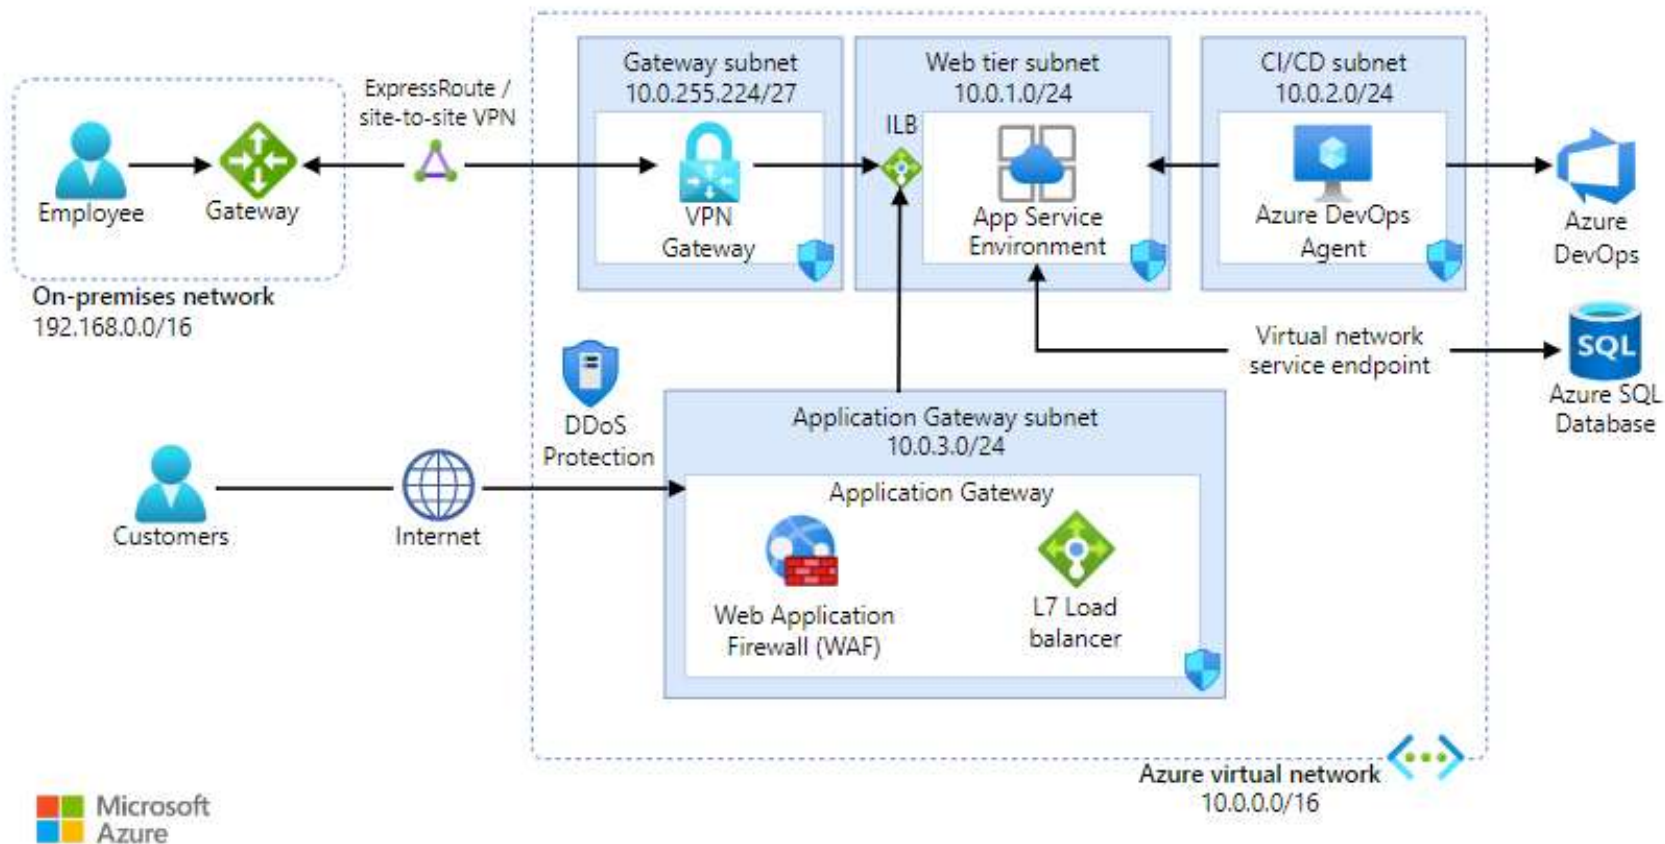 Gateway subnet
10.0.255.224/27
Web tier subnet
10.0.1.0/24
CI/CD subnet
10.0.2.0/24
ExpressRoute /
site-to-site VPN
ILB
Employee
Gateway
VPN
Gateway
App Service
Environment
Azure DevOps
Agent
Azure
DevOps
On-premises network
192.168.0.0/16
Virtual network
service endpoint
SQL
Azure SQL
Database
DDoS
Protection
Application Gateway subnet
10.0.3.0/24
Application Gateway
Customers
Internet
Web Application
Firewall (WAF)
L7 Load
balancer
Azure virtual network
10.0.0.0/16
Microsoft
Azure